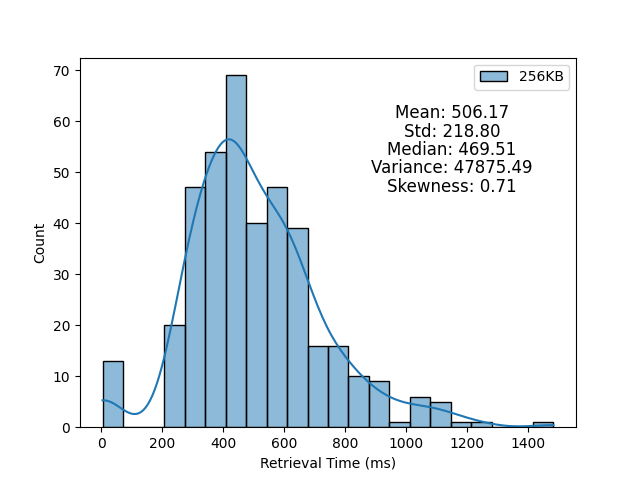 256KB
Mean: 506.17
Std: 218.80
Median: 469.51
Variance: 47875.49
Skewness: 0.71
70
60
50
40
30
20
10
0
Count
0 200 400 600 800 1000 1200 1400
Retrieval Time (ms)